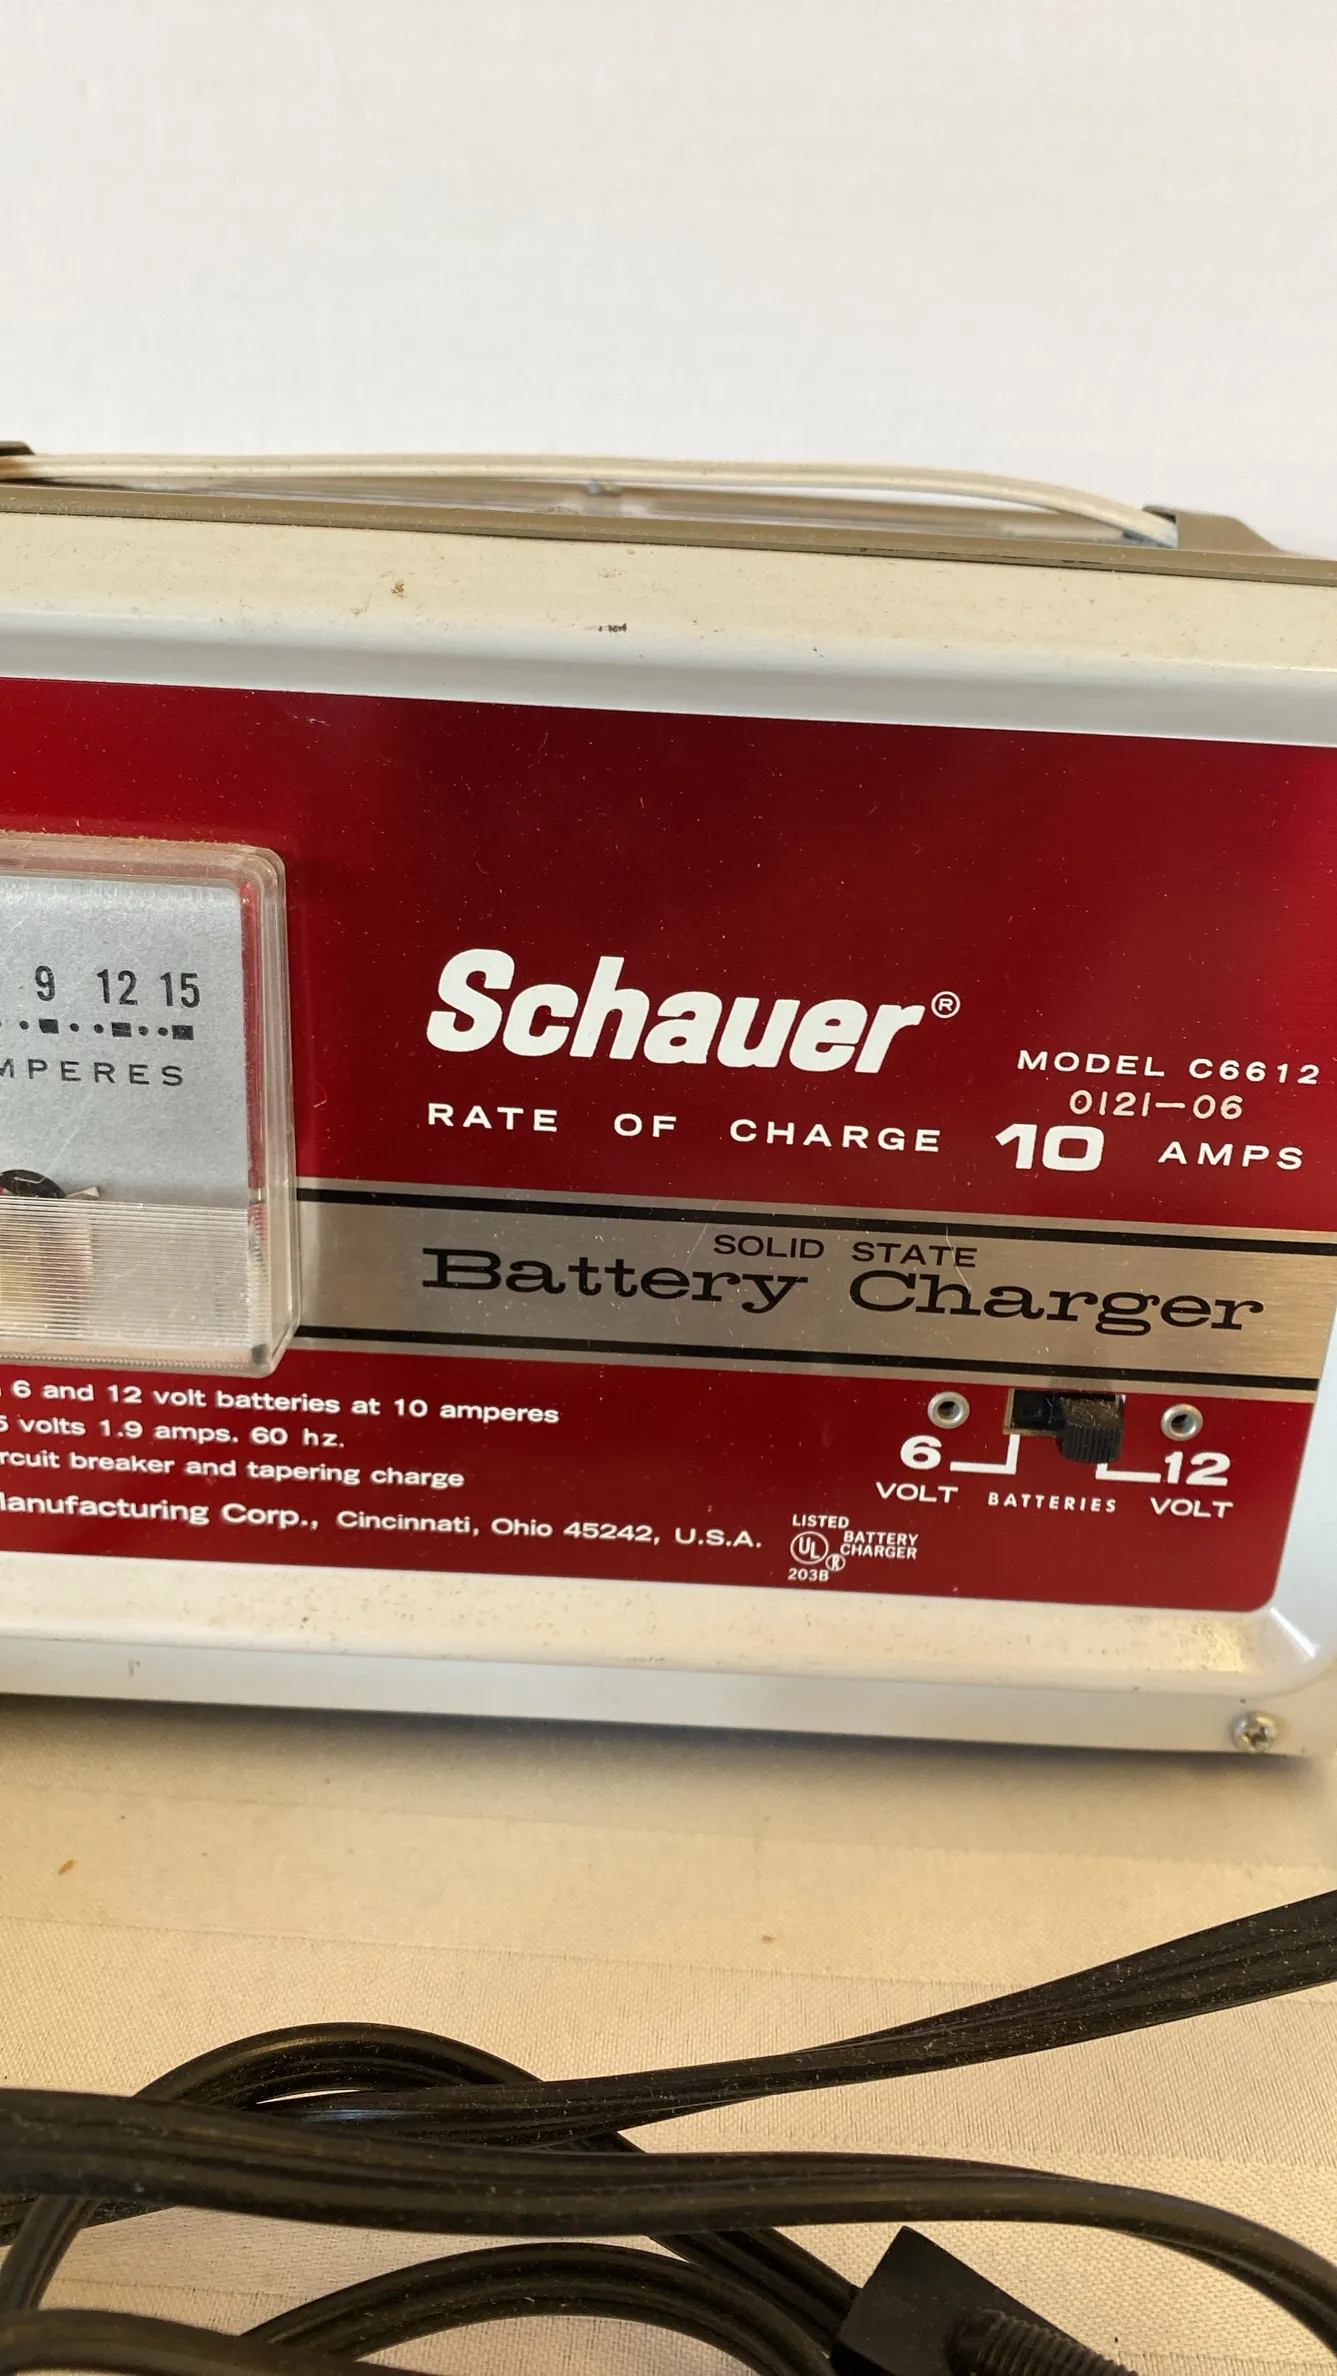 9 12 15
MPERES
Schauer®
MODEL C6612
0121-06
RATE OF CHARGE 10 AMPS
SOLID STATE
Battery Charger
6 and 12 volt batteries at 10 amperes
5 volts 1.9 amps. 60 hz.
rcuit breaker and tapering charge
Manufacturing Corp., Cincinnati, Ohio 45242, U.S.A.
6 12
VOLT BATTERIES VOLT
LISTED
UL® BATTERY CHARGER
203B